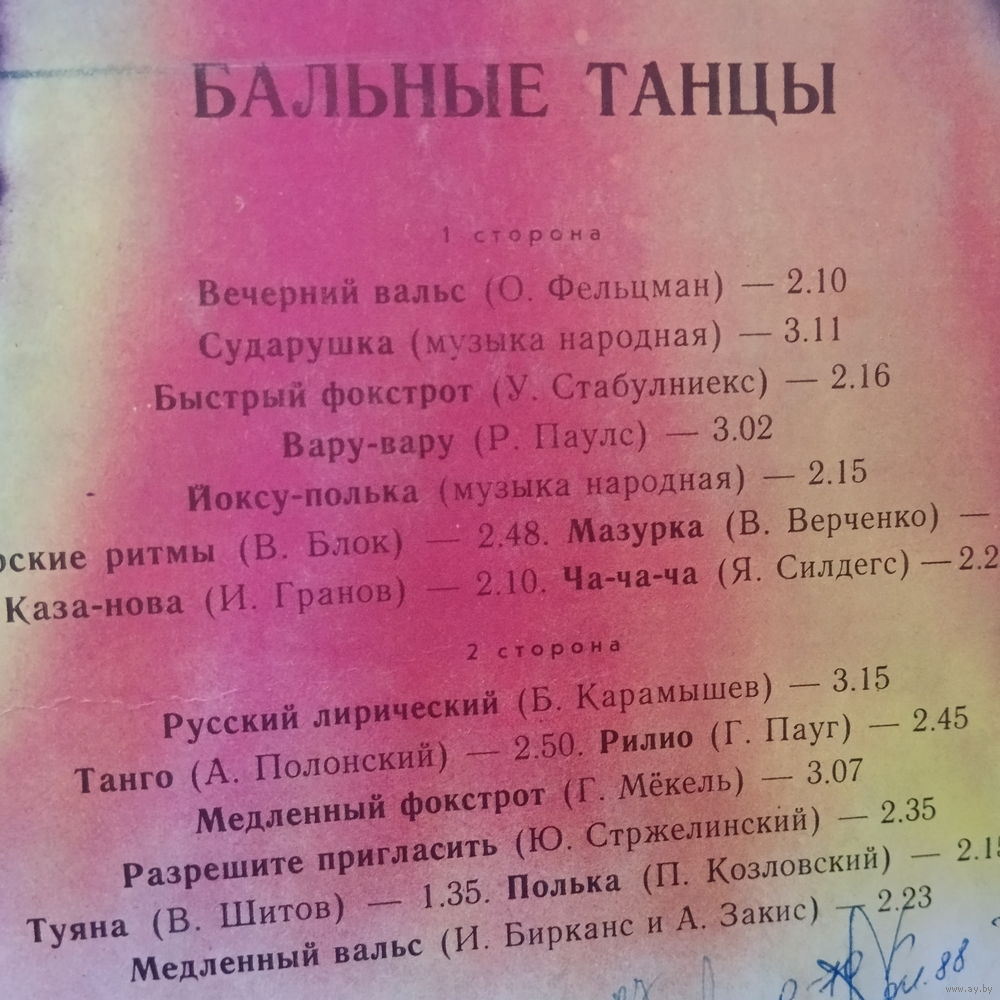 БАЛЬНЫЕ ТАНЦЫ
1 сторона
Вечерний вальс (О. Фельцман) — 2.10
Сударушка (музыка народная) — 3.11
Быстрый фокстрот (У. Стабулниекс) — 2.16
Вару-вару (Р. Паулс) — 3.02
Йоксу-полька (музыка народная) — 2.15
рские ритмы (В. Блок) — 2.48. Мазурка (В. Верченко) —
Каза-нова (И. Гранов) — 2.10. Ча-ча-ча (Я. Силдегс) — 2.2
2 сторона
Русский лирический (Б. Карамышев) — 3.15
Танго (А. Полонский) — 2.50. Рилио (Г. Пауг) — 2.45
Медленный фокстрот (Г. Мёкель) — 3.07
Разрешите пригласить (Ю. Стржелинский) — 2.35
Туяна (В. Шитов) — 1.35. Полька (П. Козловский) — 2.15
Медленный вальс (И. Бирканс и А. Закис) — 2.23
88
www.ay.by